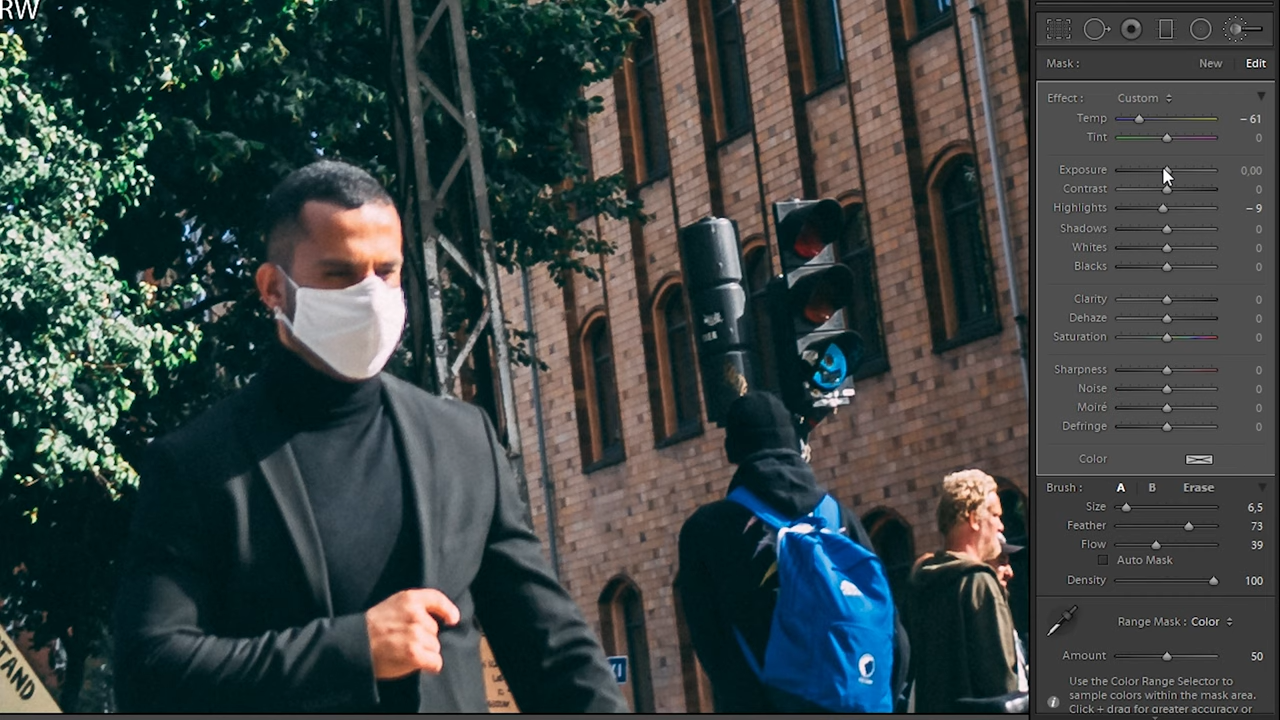 RW
Mask :
New
Edit
Effect :
Custom
Temp
– 61
Tint
0
Exposure
0,00
Contrast
0
Highlights
– 9
Shadows
0
Whites
0
Blacks
0
Clarity
0
Dehaze
0
Saturation
0
Sharpness
0
Noise
0
Moiré
0
Defringe
0
Color
Brush :
A
B
Erase
Size
6,5
Feather
73
Flow
39
Auto Mask
Density
100
Range Mask : Color
Amount
50
Use the Color Range Selector to
sample colors within the mask area.
Click + drag for greater accuracy or
TAND